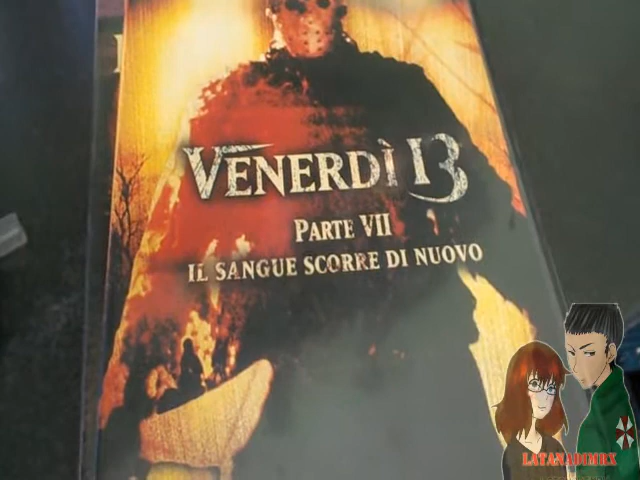 VENERDÌ 13
PARTE VII
IL SANGUE SCORRE DI NUOVO
LATANADIMRX